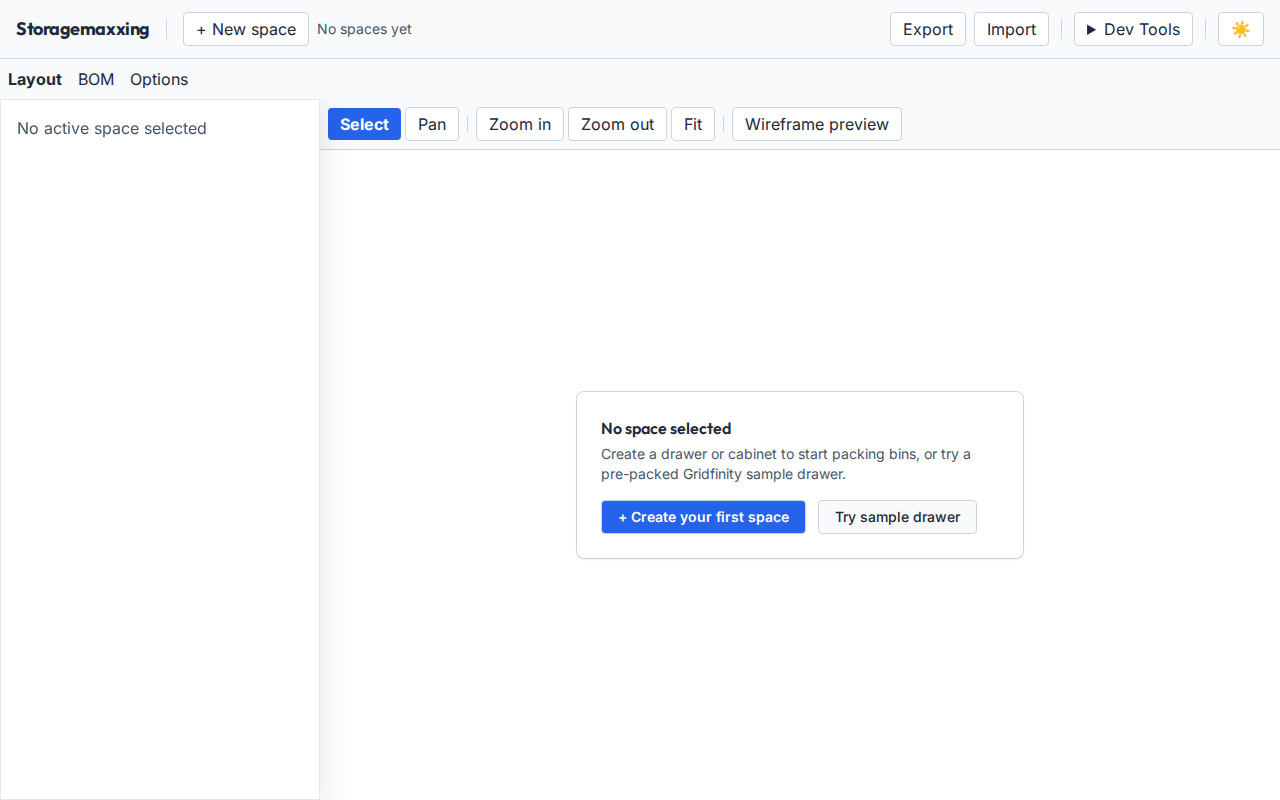 Storagemaxxing
+ New space
No spaces yet
Export
Import
▶ Dev Tools
☀️
Layout
BOM
Options
No active space selected
Select
Pan
Zoom in
Zoom out
Fit
Wireframe preview
No space selected
Create a drawer or cabinet to start packing bins, or try a
pre-packed Gridfinity sample drawer.
+ Create your first space
Try sample drawer